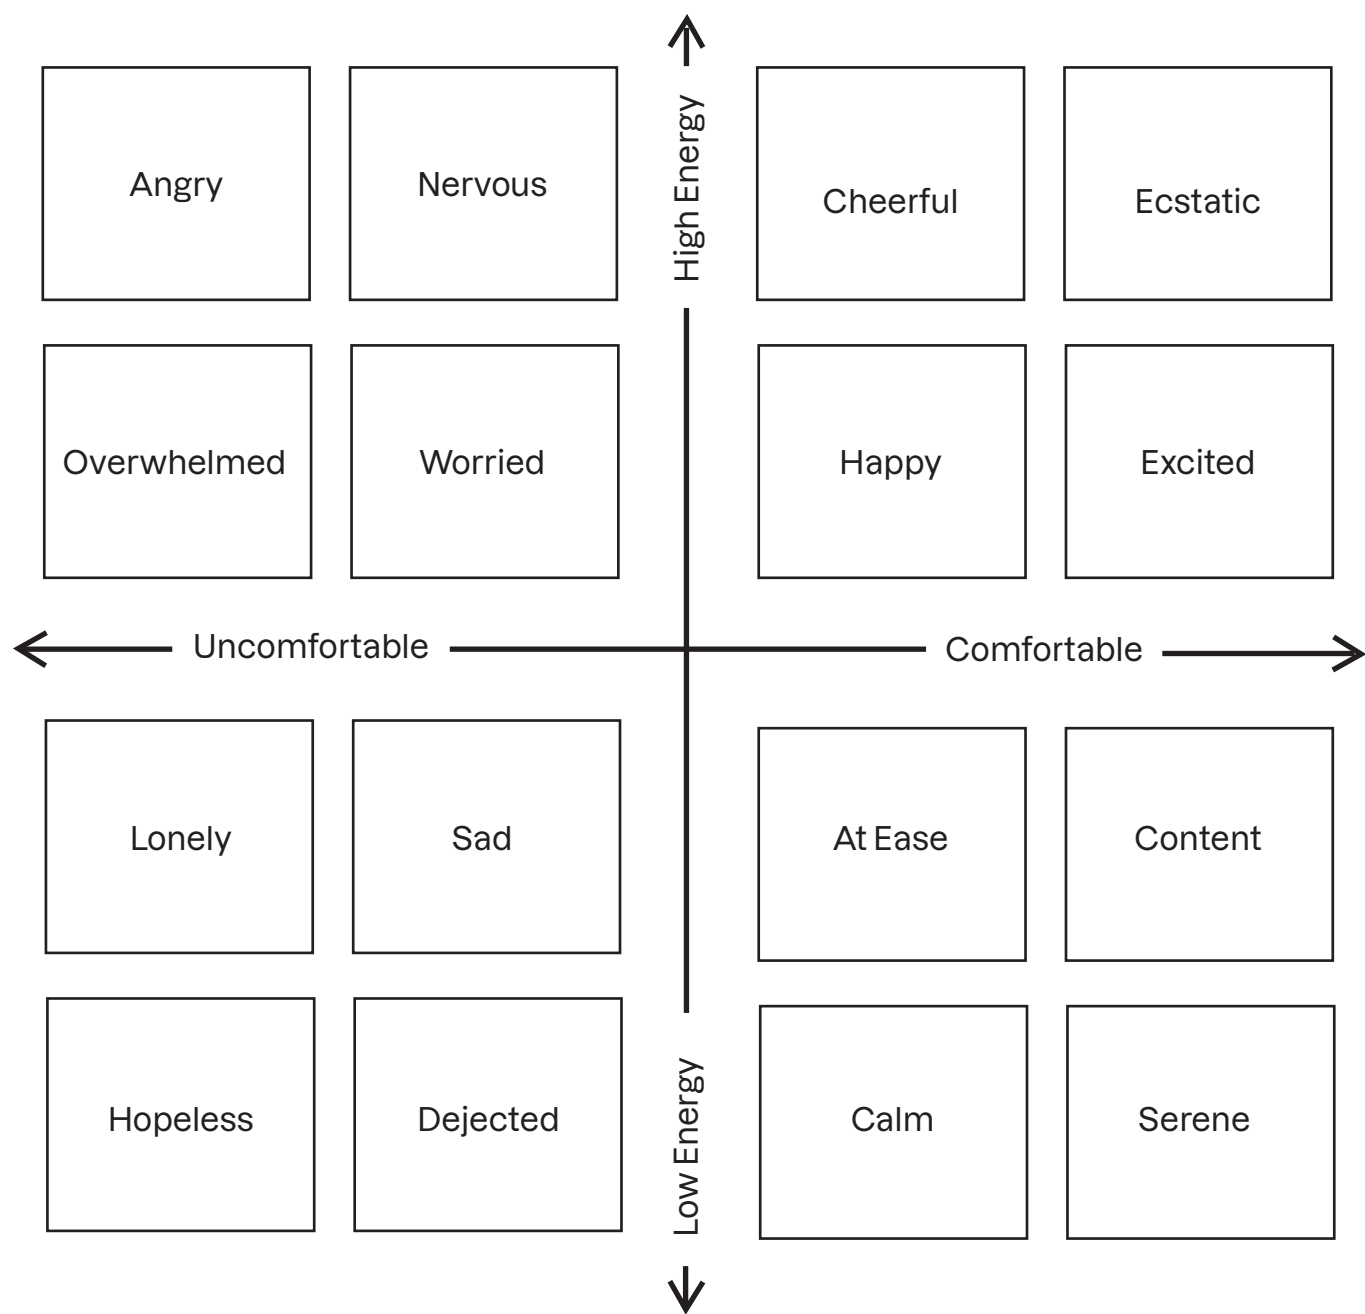 High Energy
Angry
Nervous
Cheerful
Ecstatic
Overwhelmed
Worried
Happy
Excited
Uncomfortable
Comfortable
Lonely
Sad
At Ease
Content
Hopeless
Dejected
Calm
Serene
Low Energy